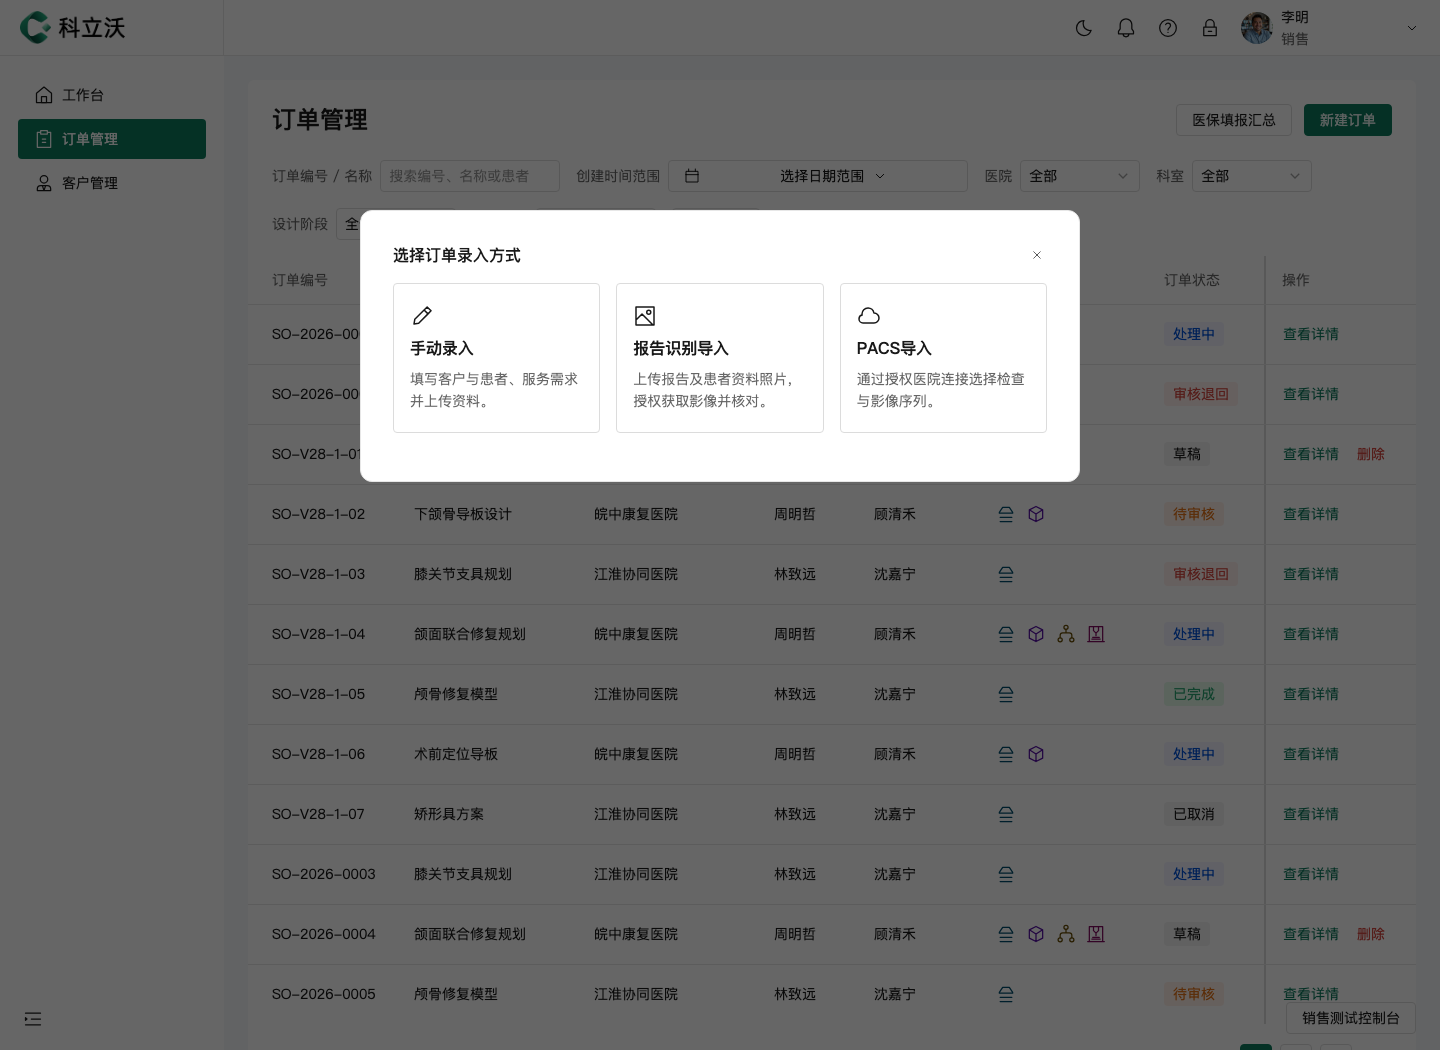 科立沃
李明
销售
工作台
订单管理
客户管理
订单管理
医保填报汇总
新建订单
订单编号 / 名称
搜索编号、名称或患者
创建时间范围
选择日期范围
医院
全部
科室
全部
设计阶段
选择订单录入方式
手动录入
填写客户与患者、服务需求
并上传资料。
报告识别导入
上传报告及患者资料照片,
授权获取影像并核对。
PACS导入
通过授权医院连接选择检查
与影像序列。
订单编号 订单状态 操作
处理中 查看详情
审核退回 查看详情
草稿 查看详情 删除
SO-V28-1-02 下颌骨导板设计 皖中康复医院 周明哲 顾清禾 待审核 查看详情
SO-V28-1-03 膝关节支具规划 江淮协同医院 林致远 沈嘉宁 审核退回 查看详情
SO-V28-1-04 颌面联合修复规划 皖中康复医院 周明哲 顾清禾 处理中 查看详情
SO-V28-1-05 颅骨修复模型 江淮协同医院 林致远 沈嘉宁 已完成 查看详情
SO-V28-1-06 术前定位导板 皖中康复医院 周明哲 顾清禾 处理中 查看详情
SO-V28-1-07 矫形具方案 江淮协同医院 林致远 沈嘉宁 已取消 查看详情
SO-2026-0003 膝关节支具规划 江淮协同医院 林致远 沈嘉宁 处理中 查看详情
SO-2026-0004 颌面联合修复规划 皖中康复医院 周明哲 顾清禾 草稿 查看详情 删除
SO-2026-0005 颅骨修复模型 江淮协同医院 林致远 沈嘉宁 待审核 查看详情
销售测试控制台